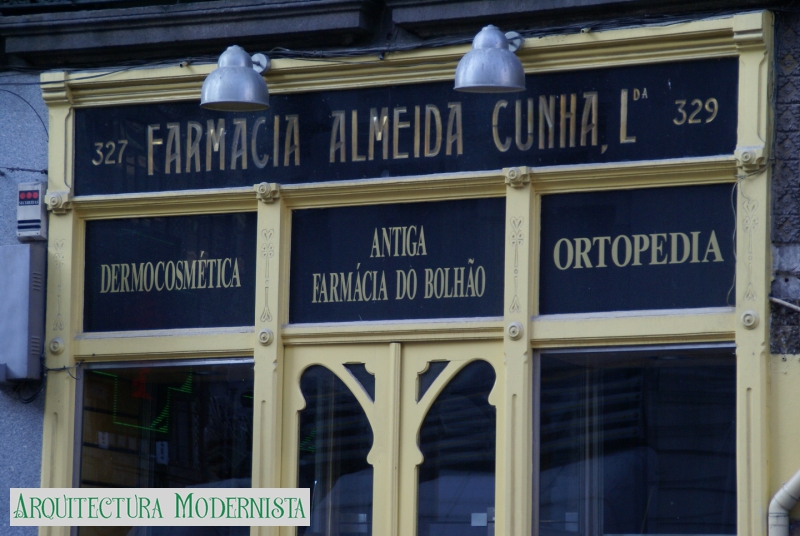 327 FARMACIA ALMEIDA CUNHA, LDA 329
DERMOCOSMÉTICA
ANTIGA
FARMÁCIA DO BOLHÃO
ORTOPEDIA
ARQUITECTURA MODERNISTA